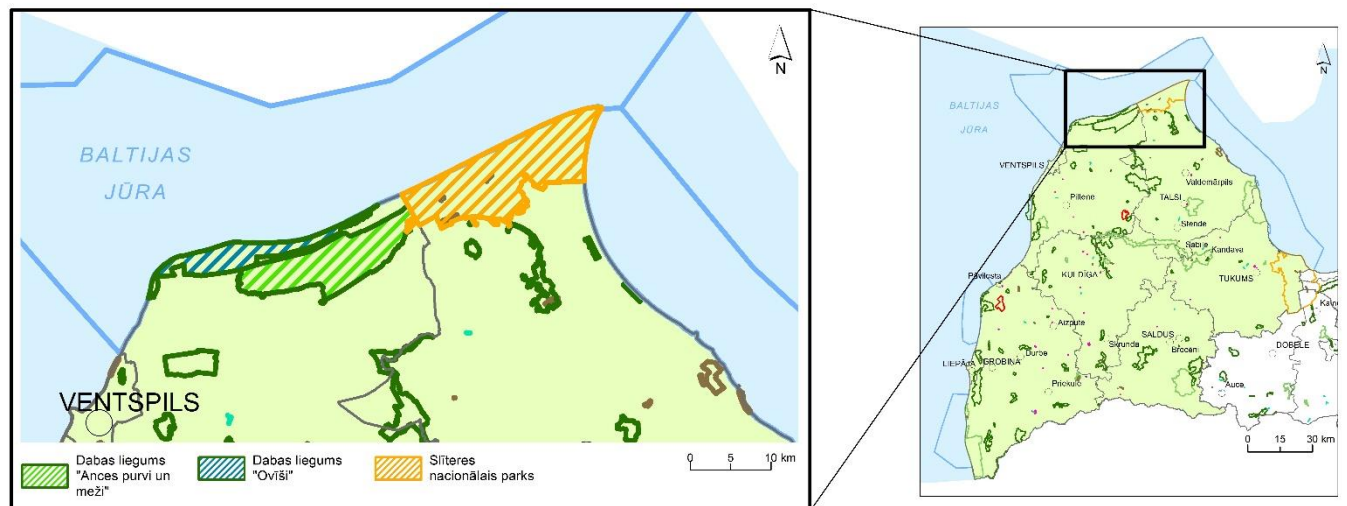 N
BALTIJAS
JŪRA
VENTSPILS
Dabas liegums
"Ances purvi un
meži"
Dabas liegums
"Ovīši"
Slīteres
nacionālais parks
0 5 10 km
N
BALTIJAS
JŪRA
VENTSPILS
Valdemārpils
Piltene
TALSI
Stende
Sabile
Kandava
Pāvilosta
KULDĪGA
TUKUMS
Aizpute
SALDUS
Skrunda
Brocēni
DOBELE
LIEPĀJA
GROBIŅA
Durbe
Priekule
Auce
0 15 30 km